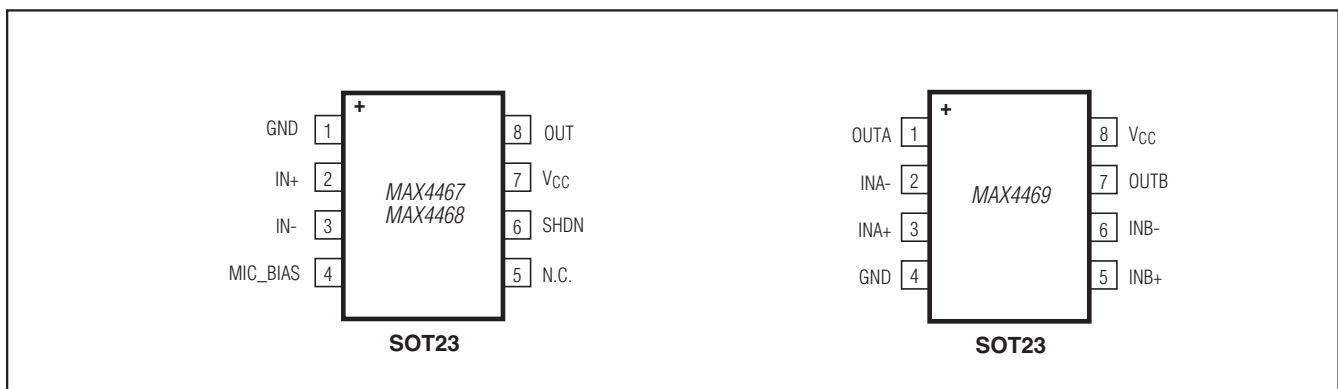 +
GND 1
8 OUT
IN+ 2
7 VCC
IN- 3
6 SHDN
MIC_BIAS 4
5 N.C.
MAX4467
MAX4468
SOT23
+
OUTA 1
8 VCC
INA- 2
7 OUTB
INA+ 3
6 INB-
GND 4
5 INB+
MAX4469
SOT23